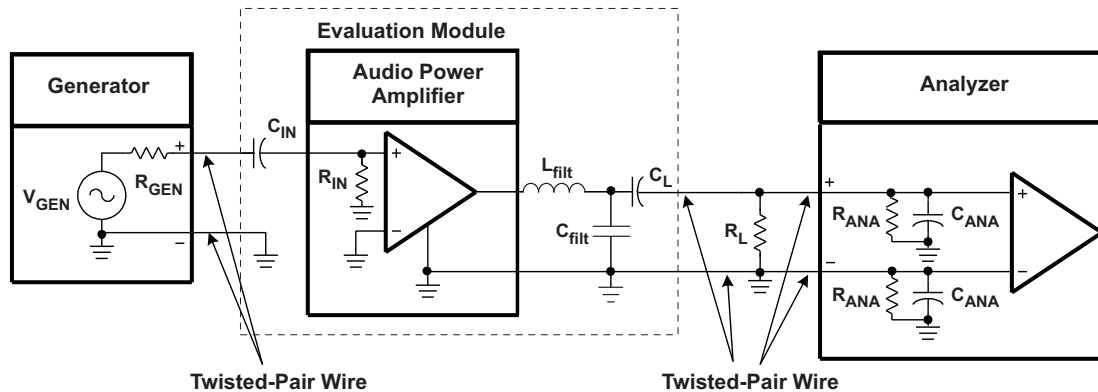 Evaluation Module
Generator
Audio Power
Amplifier
Analyzer
C_IN
+
R_GEN
V_GEN
−
R_IN
+
−
L_filt
C_L
C_filt
R_L
+
R_ANA
C_ANA
+
−
R_ANA
C_ANA
−
Twisted-Pair Wire
Twisted-Pair Wire